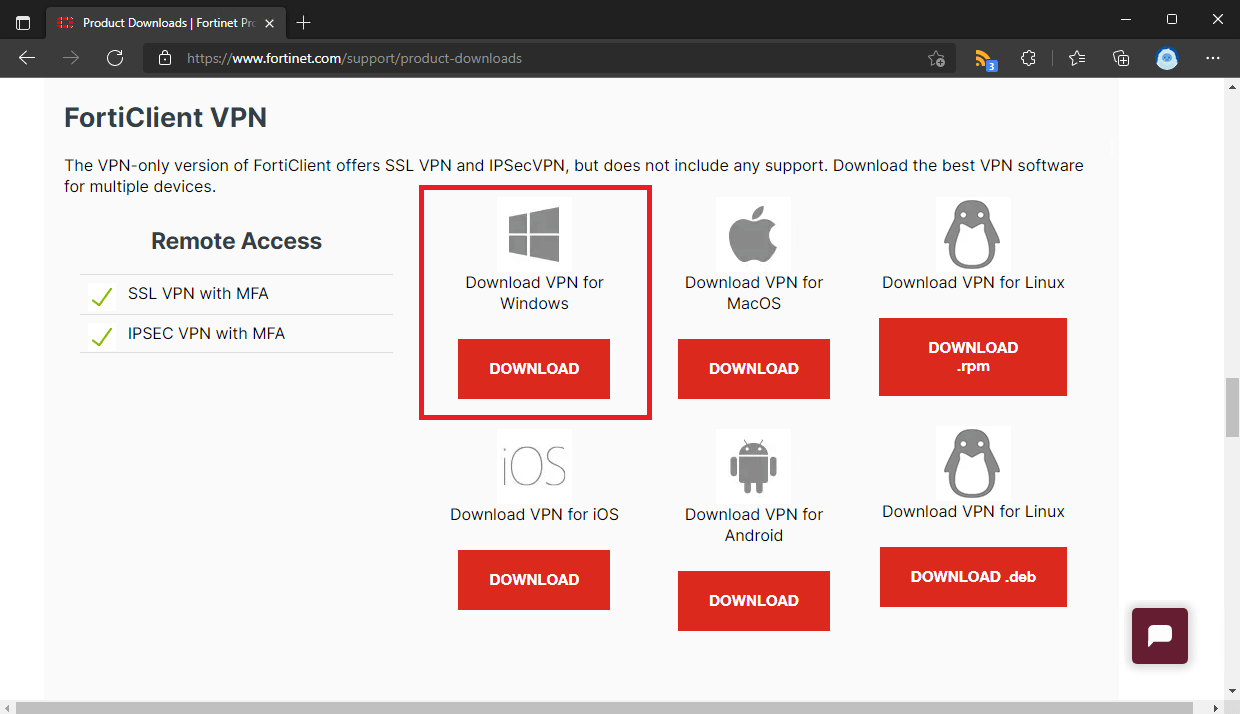 Product Downloads | Fortinet Pro
https://www.fortinet.com/support/product-downloads
3
FortiClient VPN
The VPN-only version of FortiClient offers SSL VPN and IPSecVPN, but does not include any support. Download the best VPN software
for multiple devices.
Remote Access
SSL VPN with MFA
IPSEC VPN with MFA
Download VPN for
Windows
DOWNLOAD
Download VPN for
MacOS
DOWNLOAD
Download VPN for Linux
DOWNLOAD
.rpm
iOS
Download VPN for iOS
DOWNLOAD
Download VPN for
Android
DOWNLOAD
Download VPN for Linux
DOWNLOAD .deb